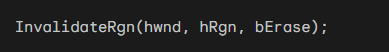 InvalidateRgn(hwnd, hRgn, bErase);